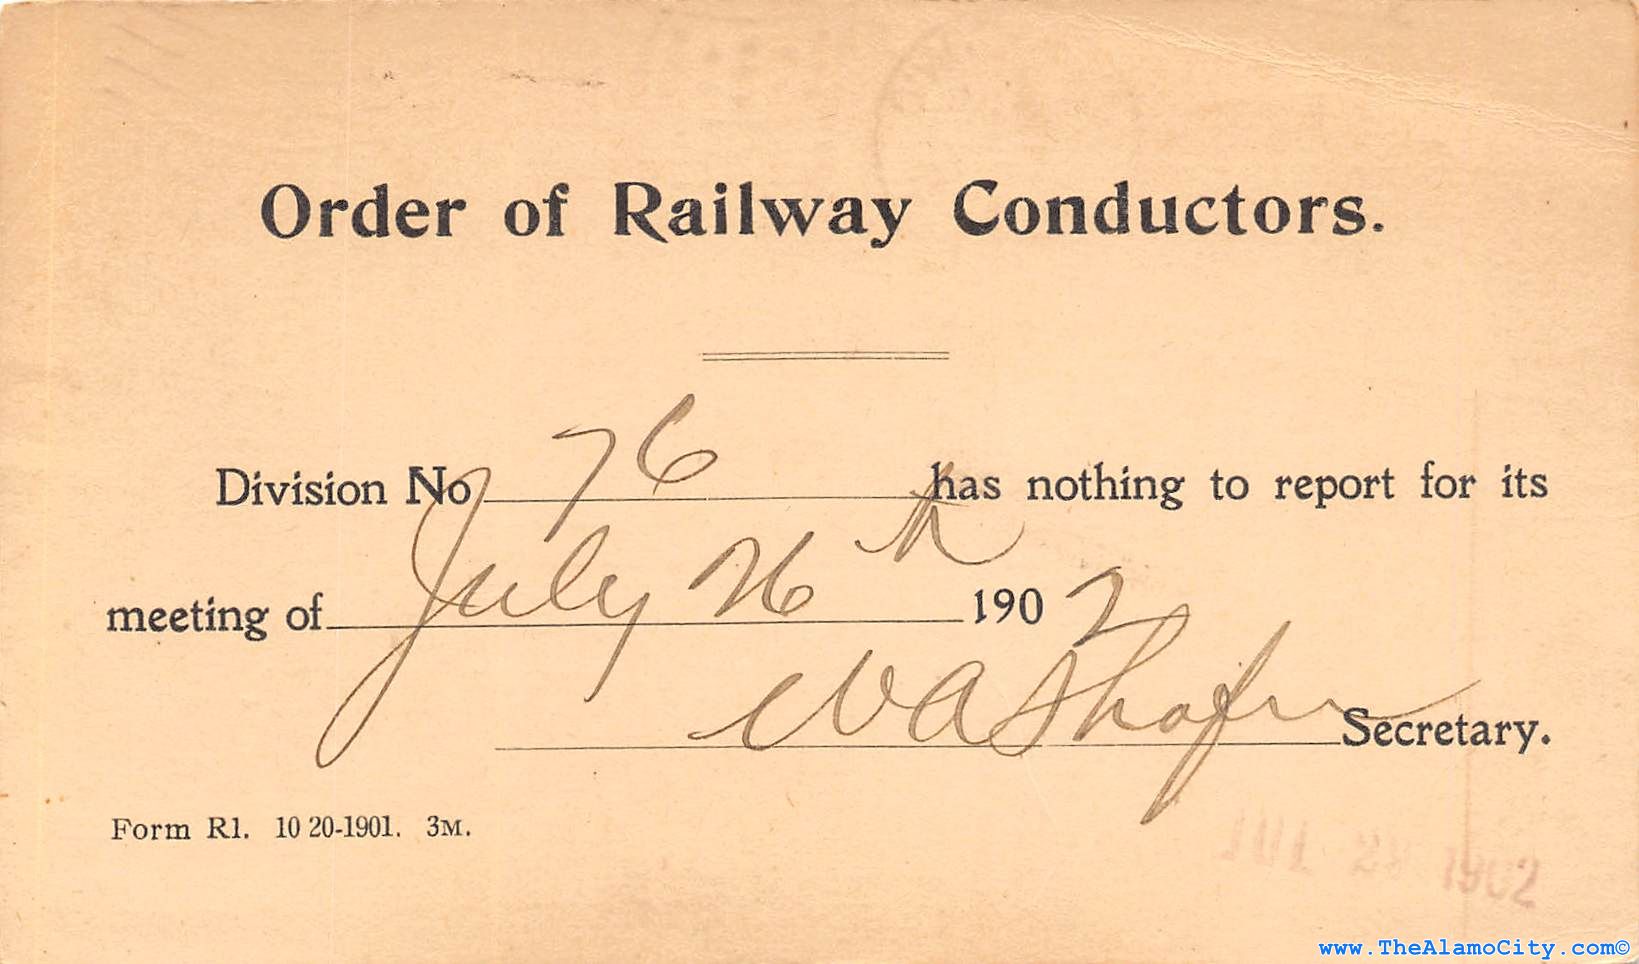 Order of Railway Conductors.
Division No 76 has nothing to report for its
meeting of July 26th 1902
W A Shafer Secretary.
Form R1. 10 20-1901. 3M.
JUL 28 1902
www.TheAlamoCity.com©